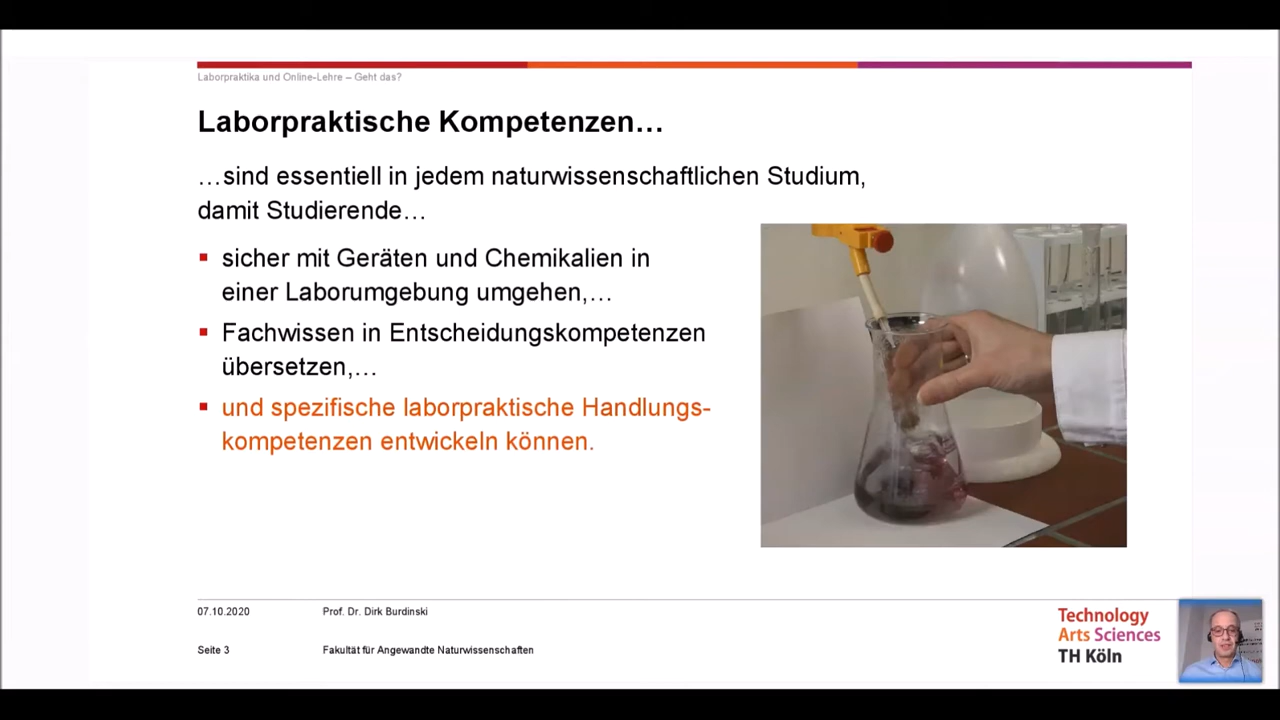 Laborpraktika und Online-Lehre – Geht das?
Laborpraktische Kompetenzen…
…sind essentiell in jedem naturwissenschaftlichen Studium,
damit Studierende…
sicher mit Geräten und Chemikalien in
einer Laborumgebung umgehen,…
Fachwissen in Entscheidungskompetenzen
übersetzen,…
und spezifische laborpraktische Handlungs-
kompetenzen entwickeln können.
07.10.2020 Prof. Dr. Dirk Burdinski
Seite 3 Fakultät für Angewandte Naturwissenschaften
Technology
Arts Sciences
TH Köln